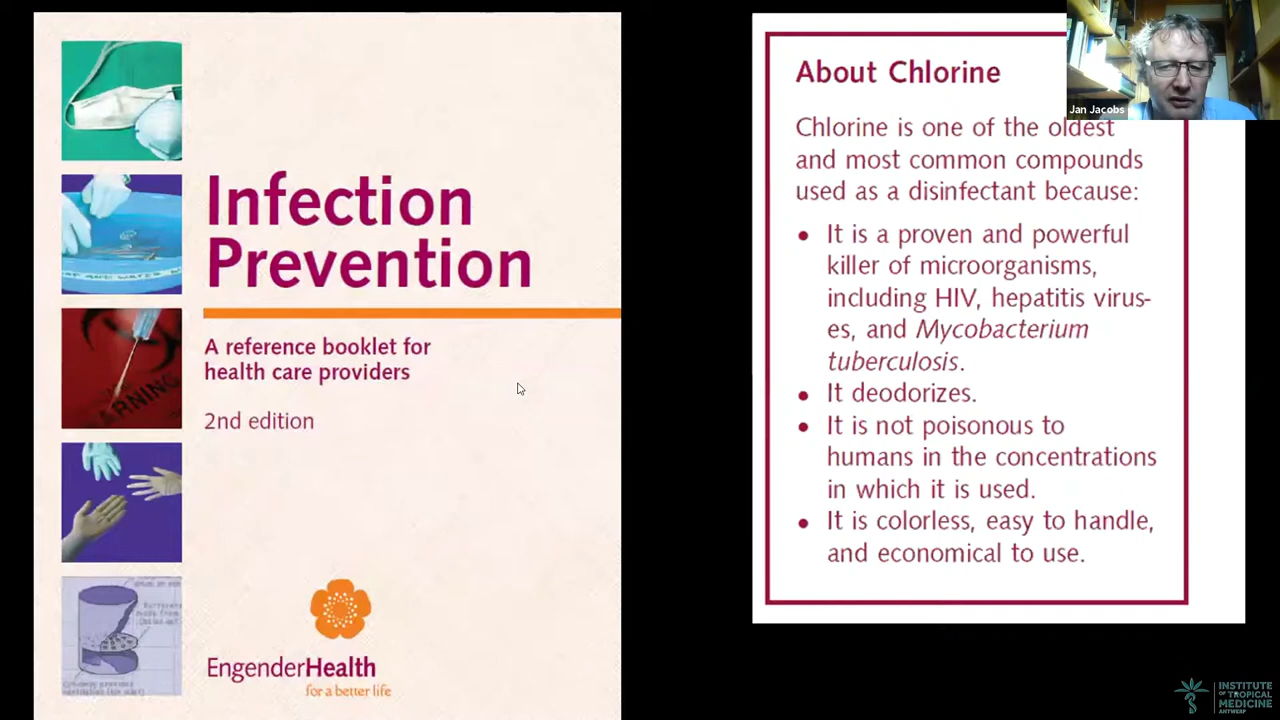 Infection
Prevention
A reference booklet for
health care providers
2nd edition
EngenderHealth
for a better life
About Chlorine
Chlorine is one of the oldest
and most common compounds
used as a disinfectant because:
• It is a proven and powerful
killer of microorganisms,
including HIV, hepatitis virus-
es, and Mycobacterium
tuberculosis.
• It deodorizes.
• It is not poisonous to
humans in the concentrations
in which it is used.
• It is colorless, easy to handle,
and economical to use.
Jan Jacobs
INSTITUTE
OF TROPICAL
MEDICINE
ANTWERP